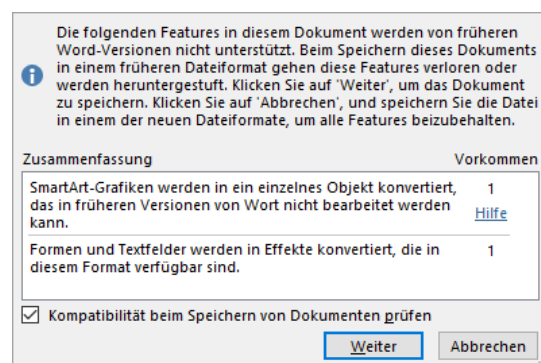 Die folgenden Features in diesem Dokument werden von früheren
Word-Versionen nicht unterstützt. Beim Speichern dieses Dokuments
in einem früheren Dateiformat gehen diese Features verloren oder
werden heruntergestuft. Klicken Sie auf 'Weiter', um das Dokument
zu speichern. Klicken Sie auf 'Abbrechen', und speichern Sie die Datei
in einem der neuen Dateiformate, um alle Features beizubehalten.
Zusammenfassung Vorkommen
SmartArt-Grafiken werden in ein einzelnes Objekt konvertiert, 1
das in früheren Versionen von Wort nicht bearbeitet werden Hilfe
kann.
Formen und Textfelder werden in Effekte konvertiert, die in 1
diesem Format verfügbar sind.
Kompatibilität beim Speichern von Dokumenten prüfen
Weiter Abbrechen